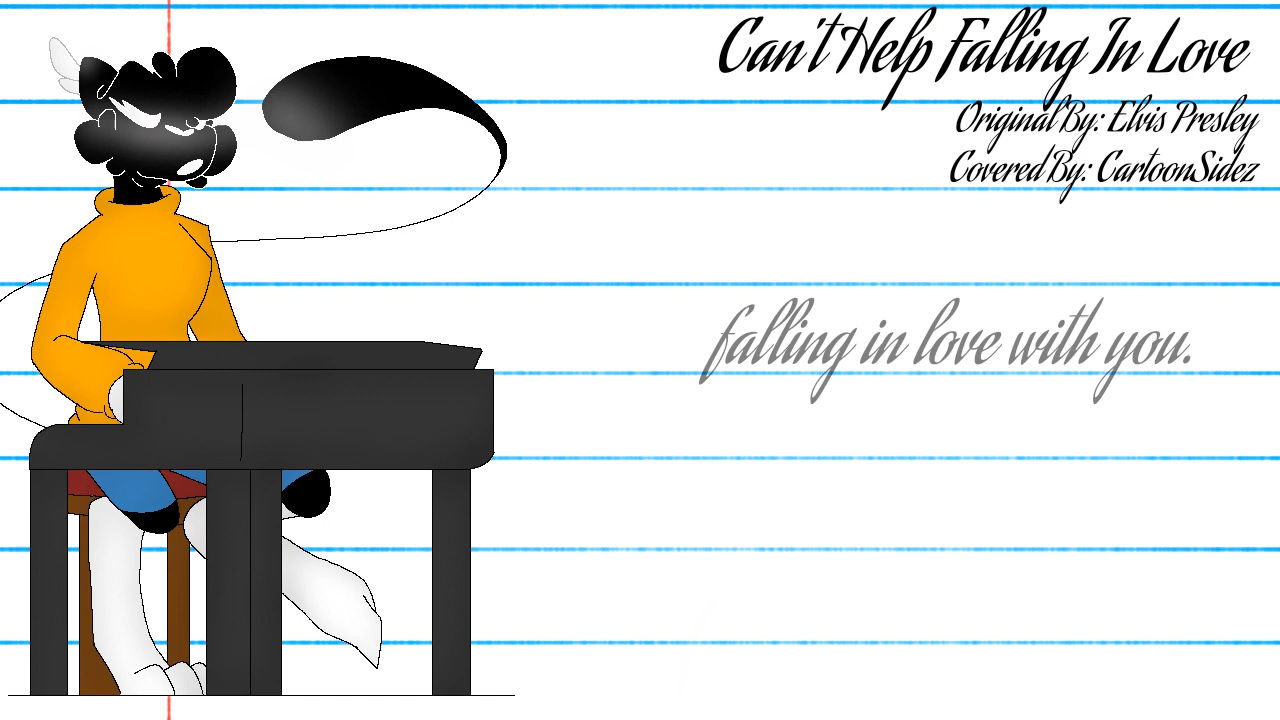 Can't Help Falling In Love
Original By: Elvis Presley
Covered By: CartoonSidez
falling in love with you.